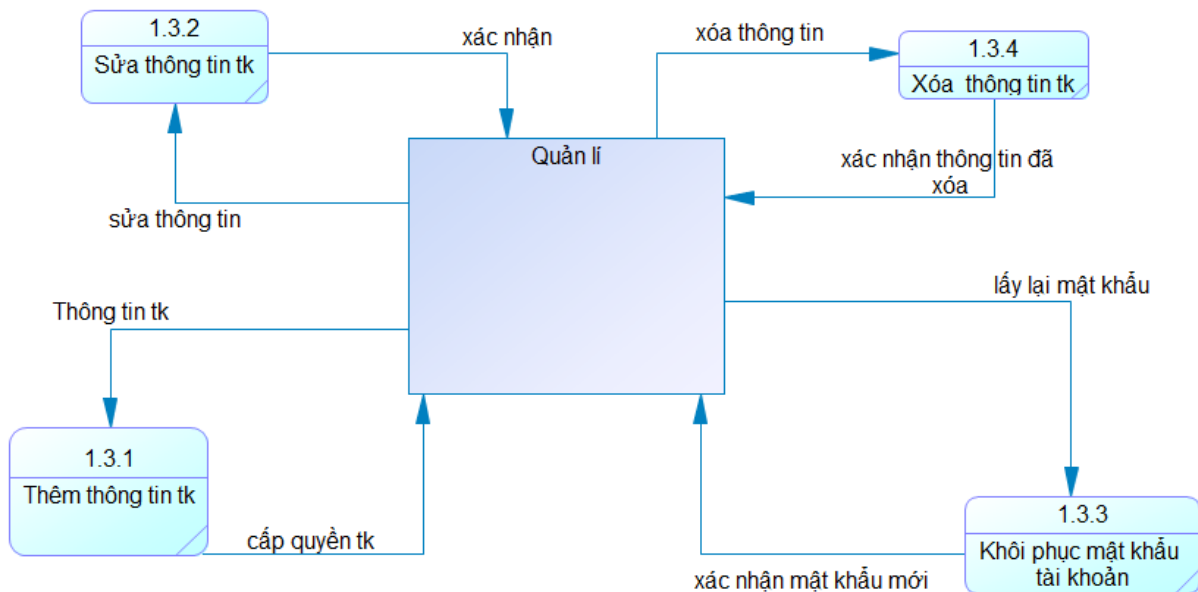 1.3.2
Sửa thông tin tk
xác nhận
xóa thông tin
1.3.4
Xóa thông tin tk
Quản lí
xác nhận thông tin đã
xóa
sửa thông tin
lấy lại mật khẩu
Thông tin tk
1.3.1
Thêm thông tin tk
cấp quyền tk
1.3.3
Khôi phục mật khẩu
tài khoản
xác nhận mật khẩu mới